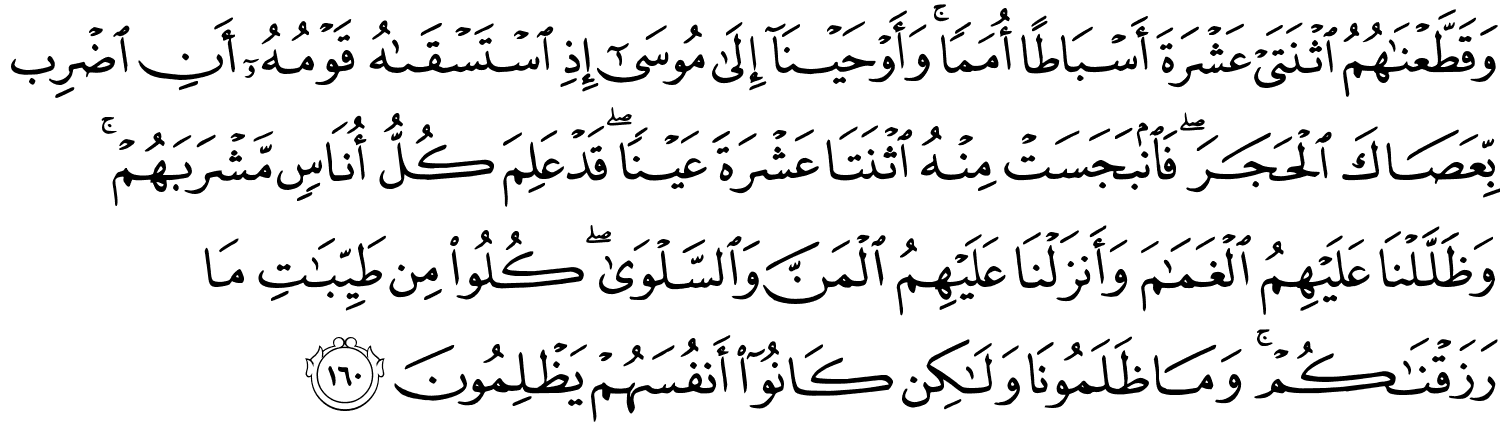 وَقَطَّعْنَٰهُمُ ٱثْنَتَىْ عَشْرَةَ أَسْبَاطًا أُمَمًا ۚ وَأَوْحَيْنَآ إِلَىٰ مُوسَىٰٓ إِذِ ٱسْتَسْقَىٰهُ قَوْمُهُۥٓ أَنِ ٱضْرِب
بِّعَصَاكَ ٱلْحَجَرَ ۖ فَٱنۢبَجَسَتْ مِنْهُ ٱثْنَتَا عَشْرَةَ عَيْنًا ۖ قَدْ عَلِمَ كُلُّ أُنَاسٍ مَّشْرَبَهُمْ ۚ
وَظَلَّلْنَا عَلَيْهِمُ ٱلْغَمَٰمَ وَأَنزَلْنَا عَلَيْهِمُ ٱلْمَنَّ وَٱلسَّلْوَىٰ ۖ كُلُوا۟ مِن طَيِّبَٰتِ مَا
رَزَقْنَٰكُمْ ۚ وَمَا ظَلَمُونَا وَلَٰكِن كَانُوٓا۟ أَنفُسَهُمْ يَظْلِمُونَ ١٦٠